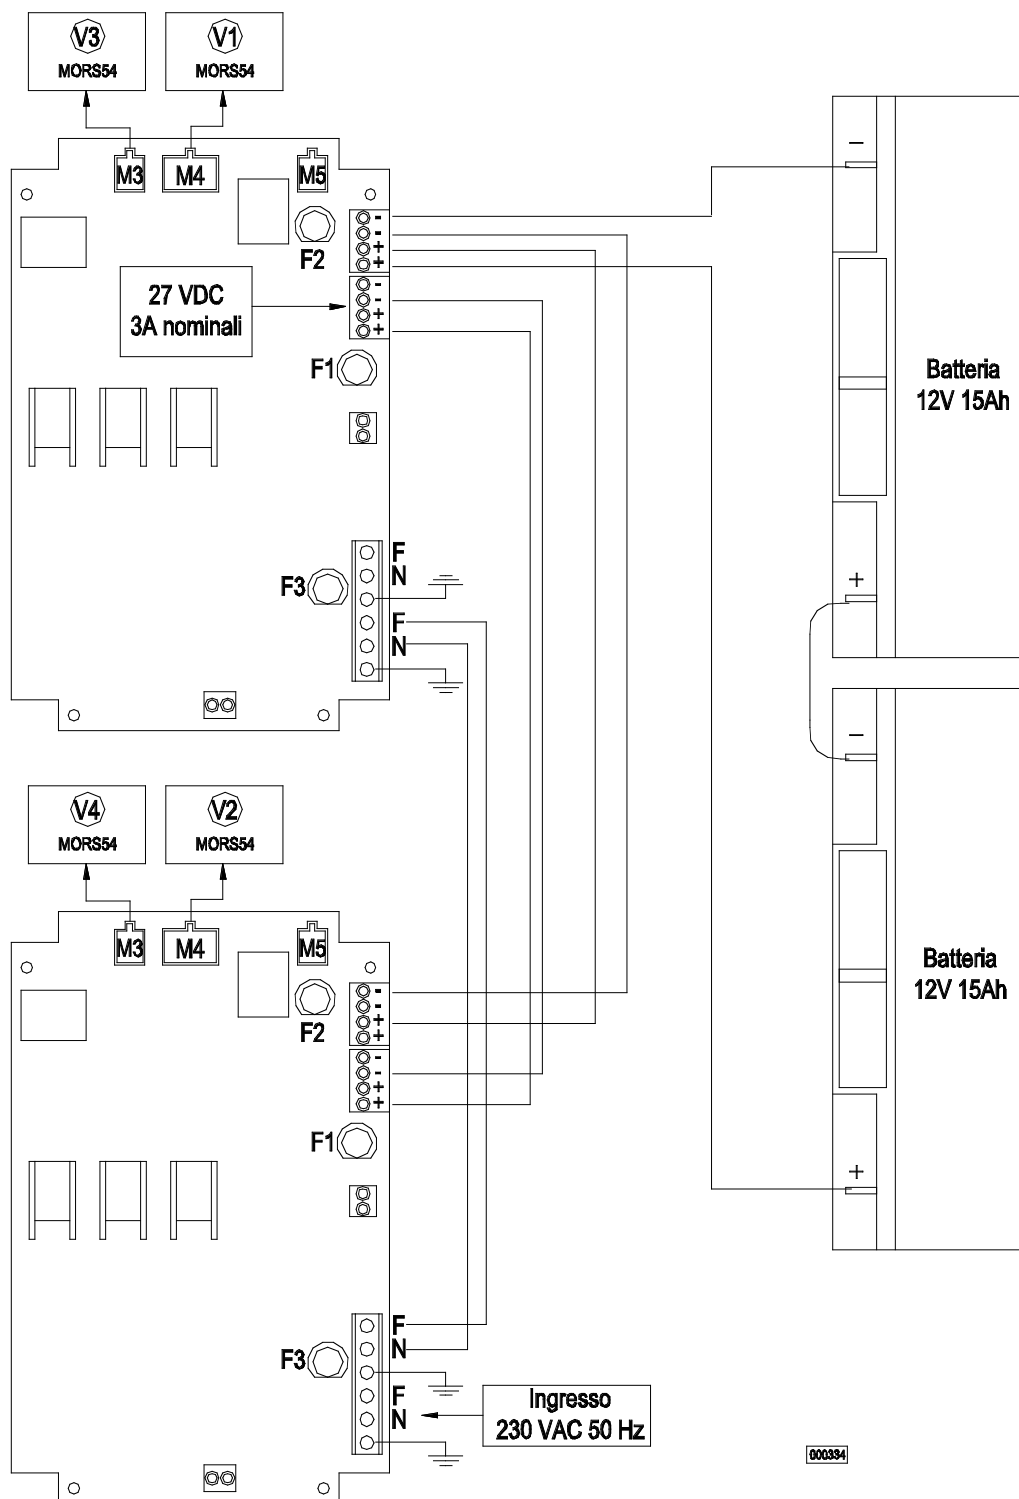 V3
MORS54
V1
MORS54
M3
M4
M5
F2
-
-
+
+
27 VDC
3A nominali
-
-
+
+
F1
F
N
F3
F
N
-
Batteria
12V 15Ah
+
V4
MORS54
V2
MORS54
M3
M4
M5
F2
-
-
+
+
-
-
+
+
F1
F
N
F3
F
N
Ingresso
230 VAC 50 Hz
-
Batteria
12V 15Ah
+
000334